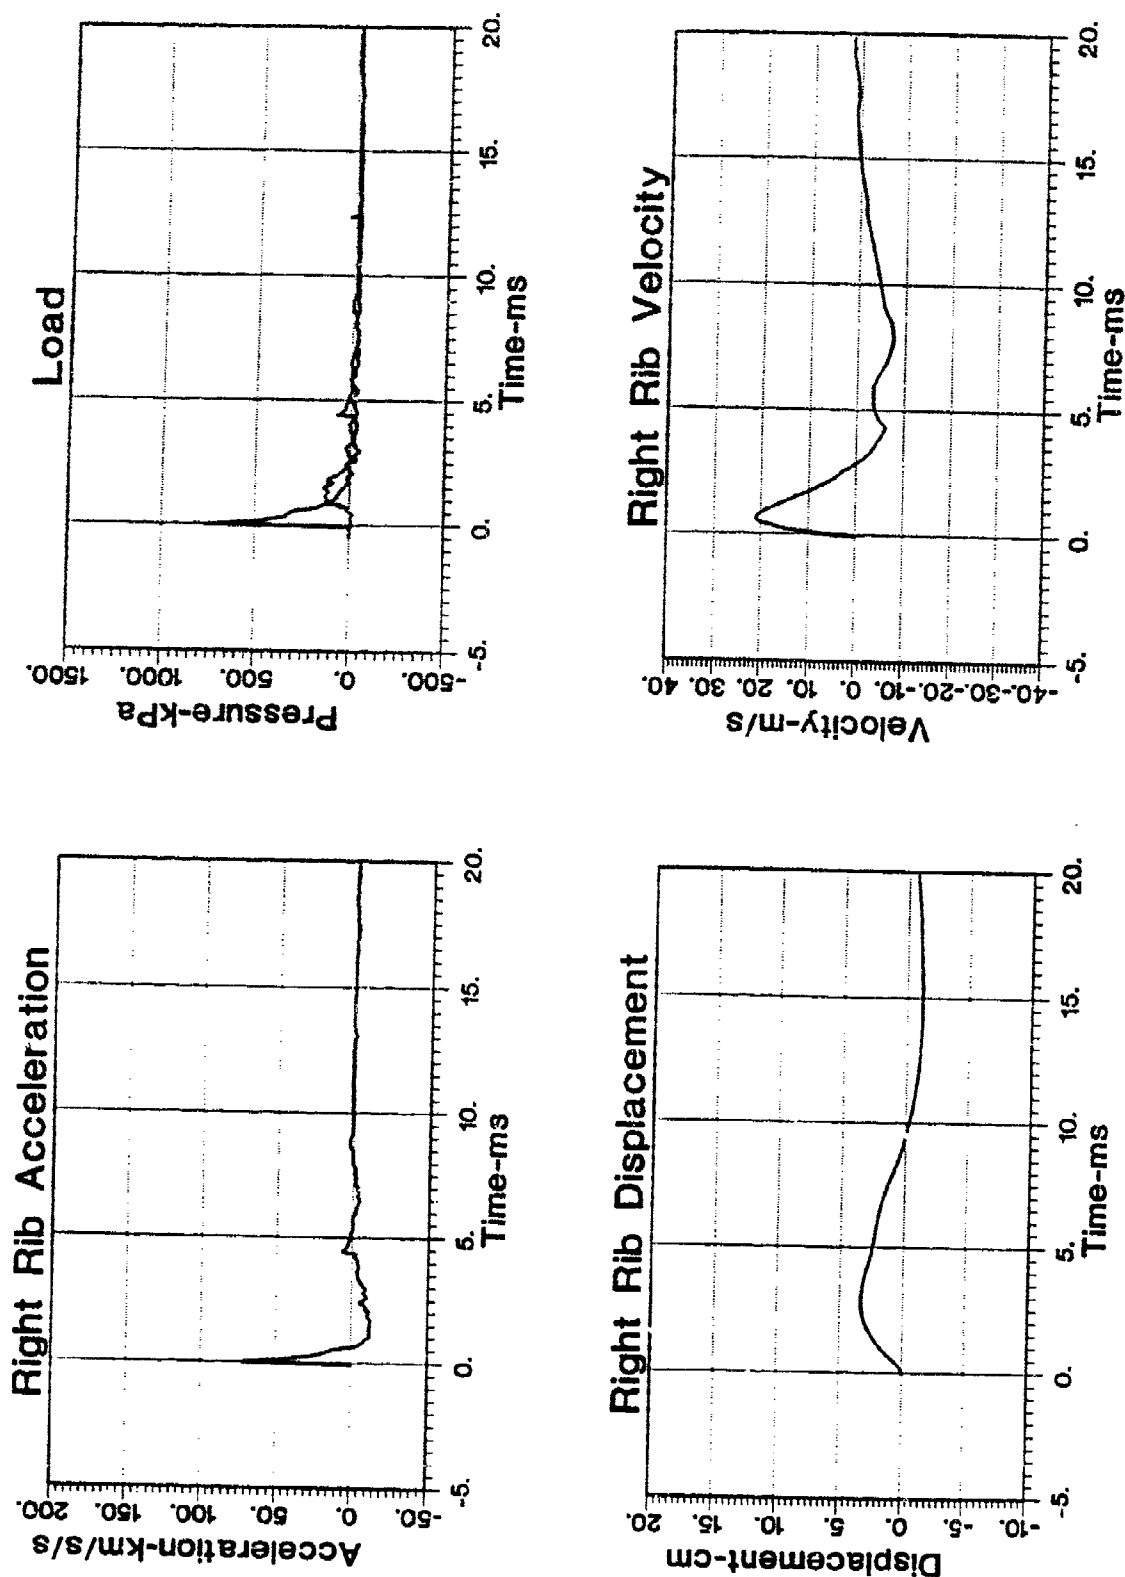 Right Rib Acceleration
Acceleration-km/s/s
200.
150.
100.
50.
0.
-50.
-5. 0. 5. 10. 15. 20.
Time-ms
Load
Pressure-kPa
1500.
1000.
500.
0.
-500.
-5. 0. 5. 10. 15. 20.
Time-ms
Right Rib Displacement
Displacement-cm
20.
15.
10.
5.
0.
-5.
-10.
-5. 0. 5. 10. 15. 20.
Time-ms
Right Rib Velocity
Velocity-m/s
40.
30.
20.
10.
0.
-10.
-20.
-30.
-40.
-5. 0. 5. 10. 15. 20.
Time-ms